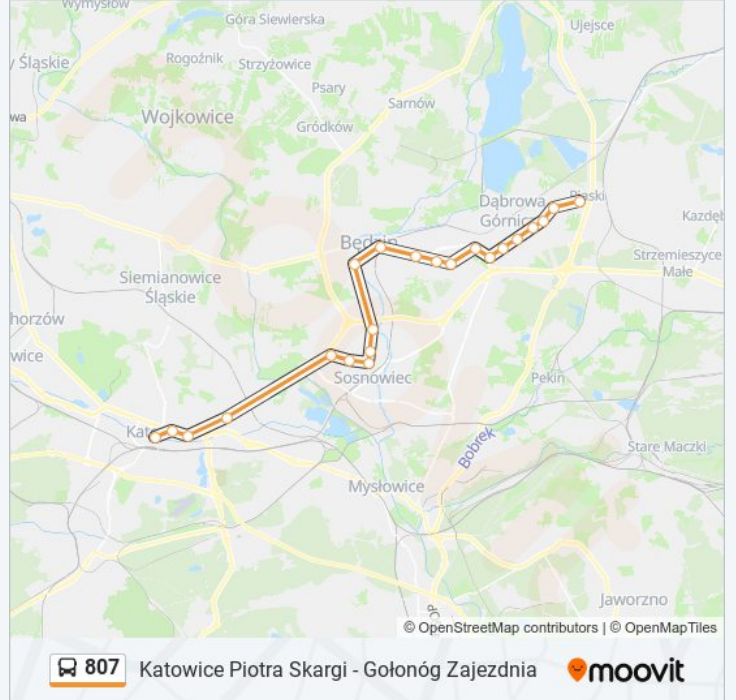 Wymysłów
Góra Siewierska
Ujejsce
Śląskie
Rogoźnik
Strzyżowice
Psary
Sarnów
wa
Wojkowice
Gródków
Dąbrowa
Piaski
Górnicza
Kazdęb
Będzin
Strzemieszyce
Małe
Siemianowice
Śląskie
horzów
wice
Sosnowiec
Pekin
Kato
Bobrek
Stare Maczki
Mysłowice
Jaworzno
© OpenStreetMap contributors | © OpenMapTiles
807 Katowice Piotra Skargi - Gołonóg Zajezdnia moovit